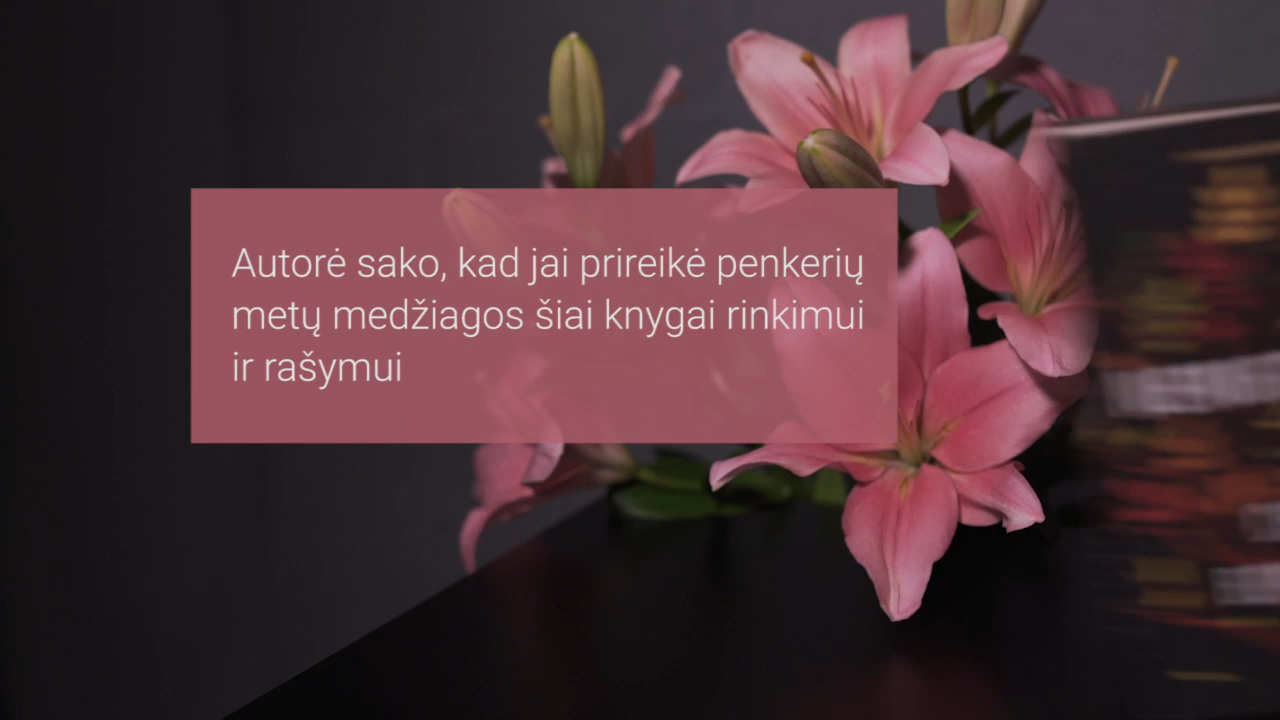 Autorė sako, kad jai prireikė penkerių
metų medžiagos šiai knygai rinkimui
ir rašymui